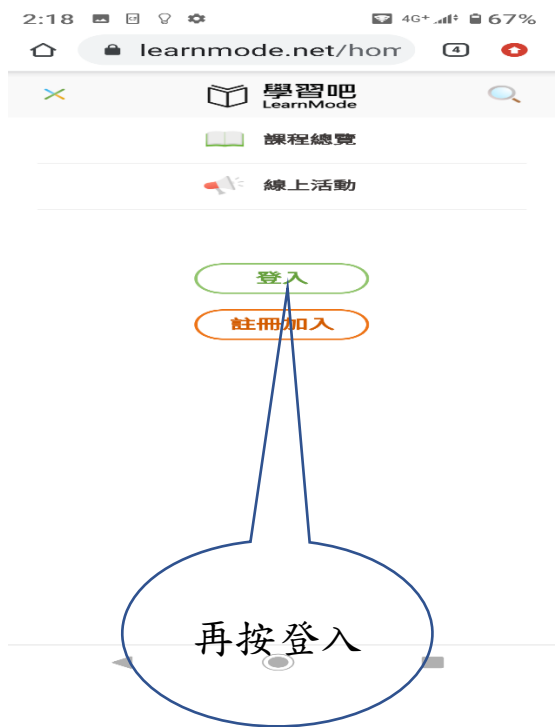 2:18 4G+ 67%
learnmode.net/hom 4
學習吧
LearnMode
課程總覽
線上活動
登入
註冊加入
再按登入